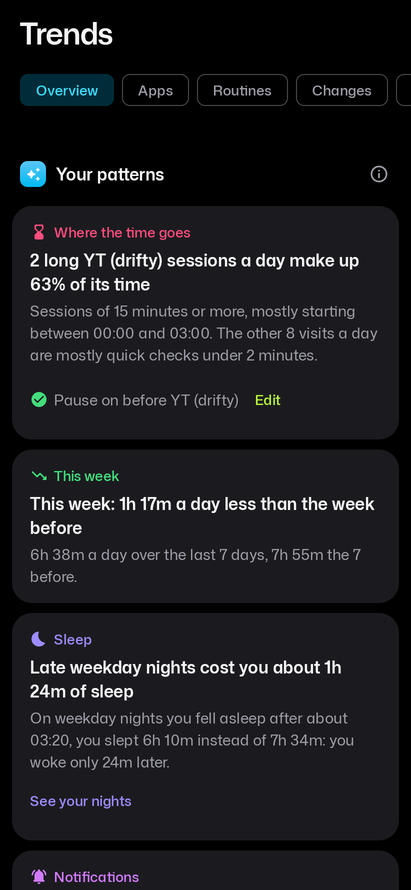 Trends
Overview
Apps
Routines
Changes
Your patterns
Where the time goes
2 long YT (drifty) sessions a day make up
63% of its time
Sessions of 15 minutes or more, mostly starting
between 00:00 and 03:00. The other 8 visits a day
are mostly quick checks under 2 minutes.
Pause on before YT (drifty) Edit
This week
This week: 1h 17m a day less than the week
before
6h 38m a day over the last 7 days, 7h 55m the 7
before.
Sleep
Late weekday nights cost you about 1h
24m of sleep
On weekday nights you fell asleep after about
03:20, you slept 6h 10m instead of 7h 34m: you
woke only 24m later.
See your nights
Notifications